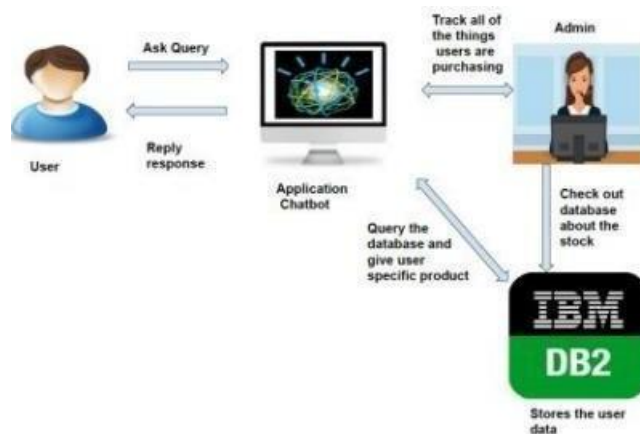 Ask Query
Reply
response
User
Application
Chatbot
Track all of
the things
users are
purchasing
Admin
Query the
database and
give user
specific product
Check out
database
about the
stock
IBM
DB2
Stores the user
data